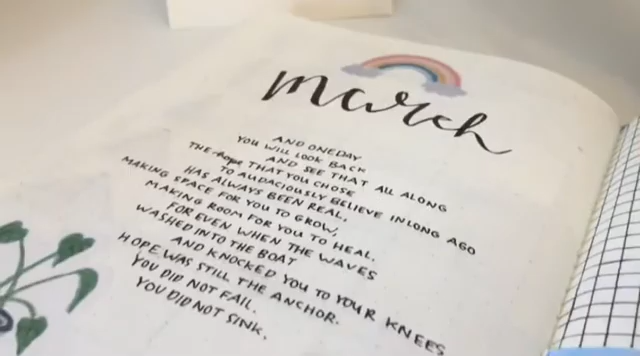 march
AND ONE DAY
YOU WILL LOOK BACK
AND SEE THAT ALL ALONG
THE hope THAT YOU CHOSE
TO AUDACIOUSLY BELIEVE IN LONG AGO
HAS ALWAYS BEEN REAL,
MAKING SPACE FOR YOU TO GROW,
MAKING ROOM FOR YOU TO HEAL.
FOR EVEN WHEN THE WAVES
WASHED INTO THE BOAT
AND KNOCKED YOU TO YOUR KNEES
HOPE WAS STILL THE ANCHOR.
YOU DID NOT FAIL.
YOU DID NOT SINK.